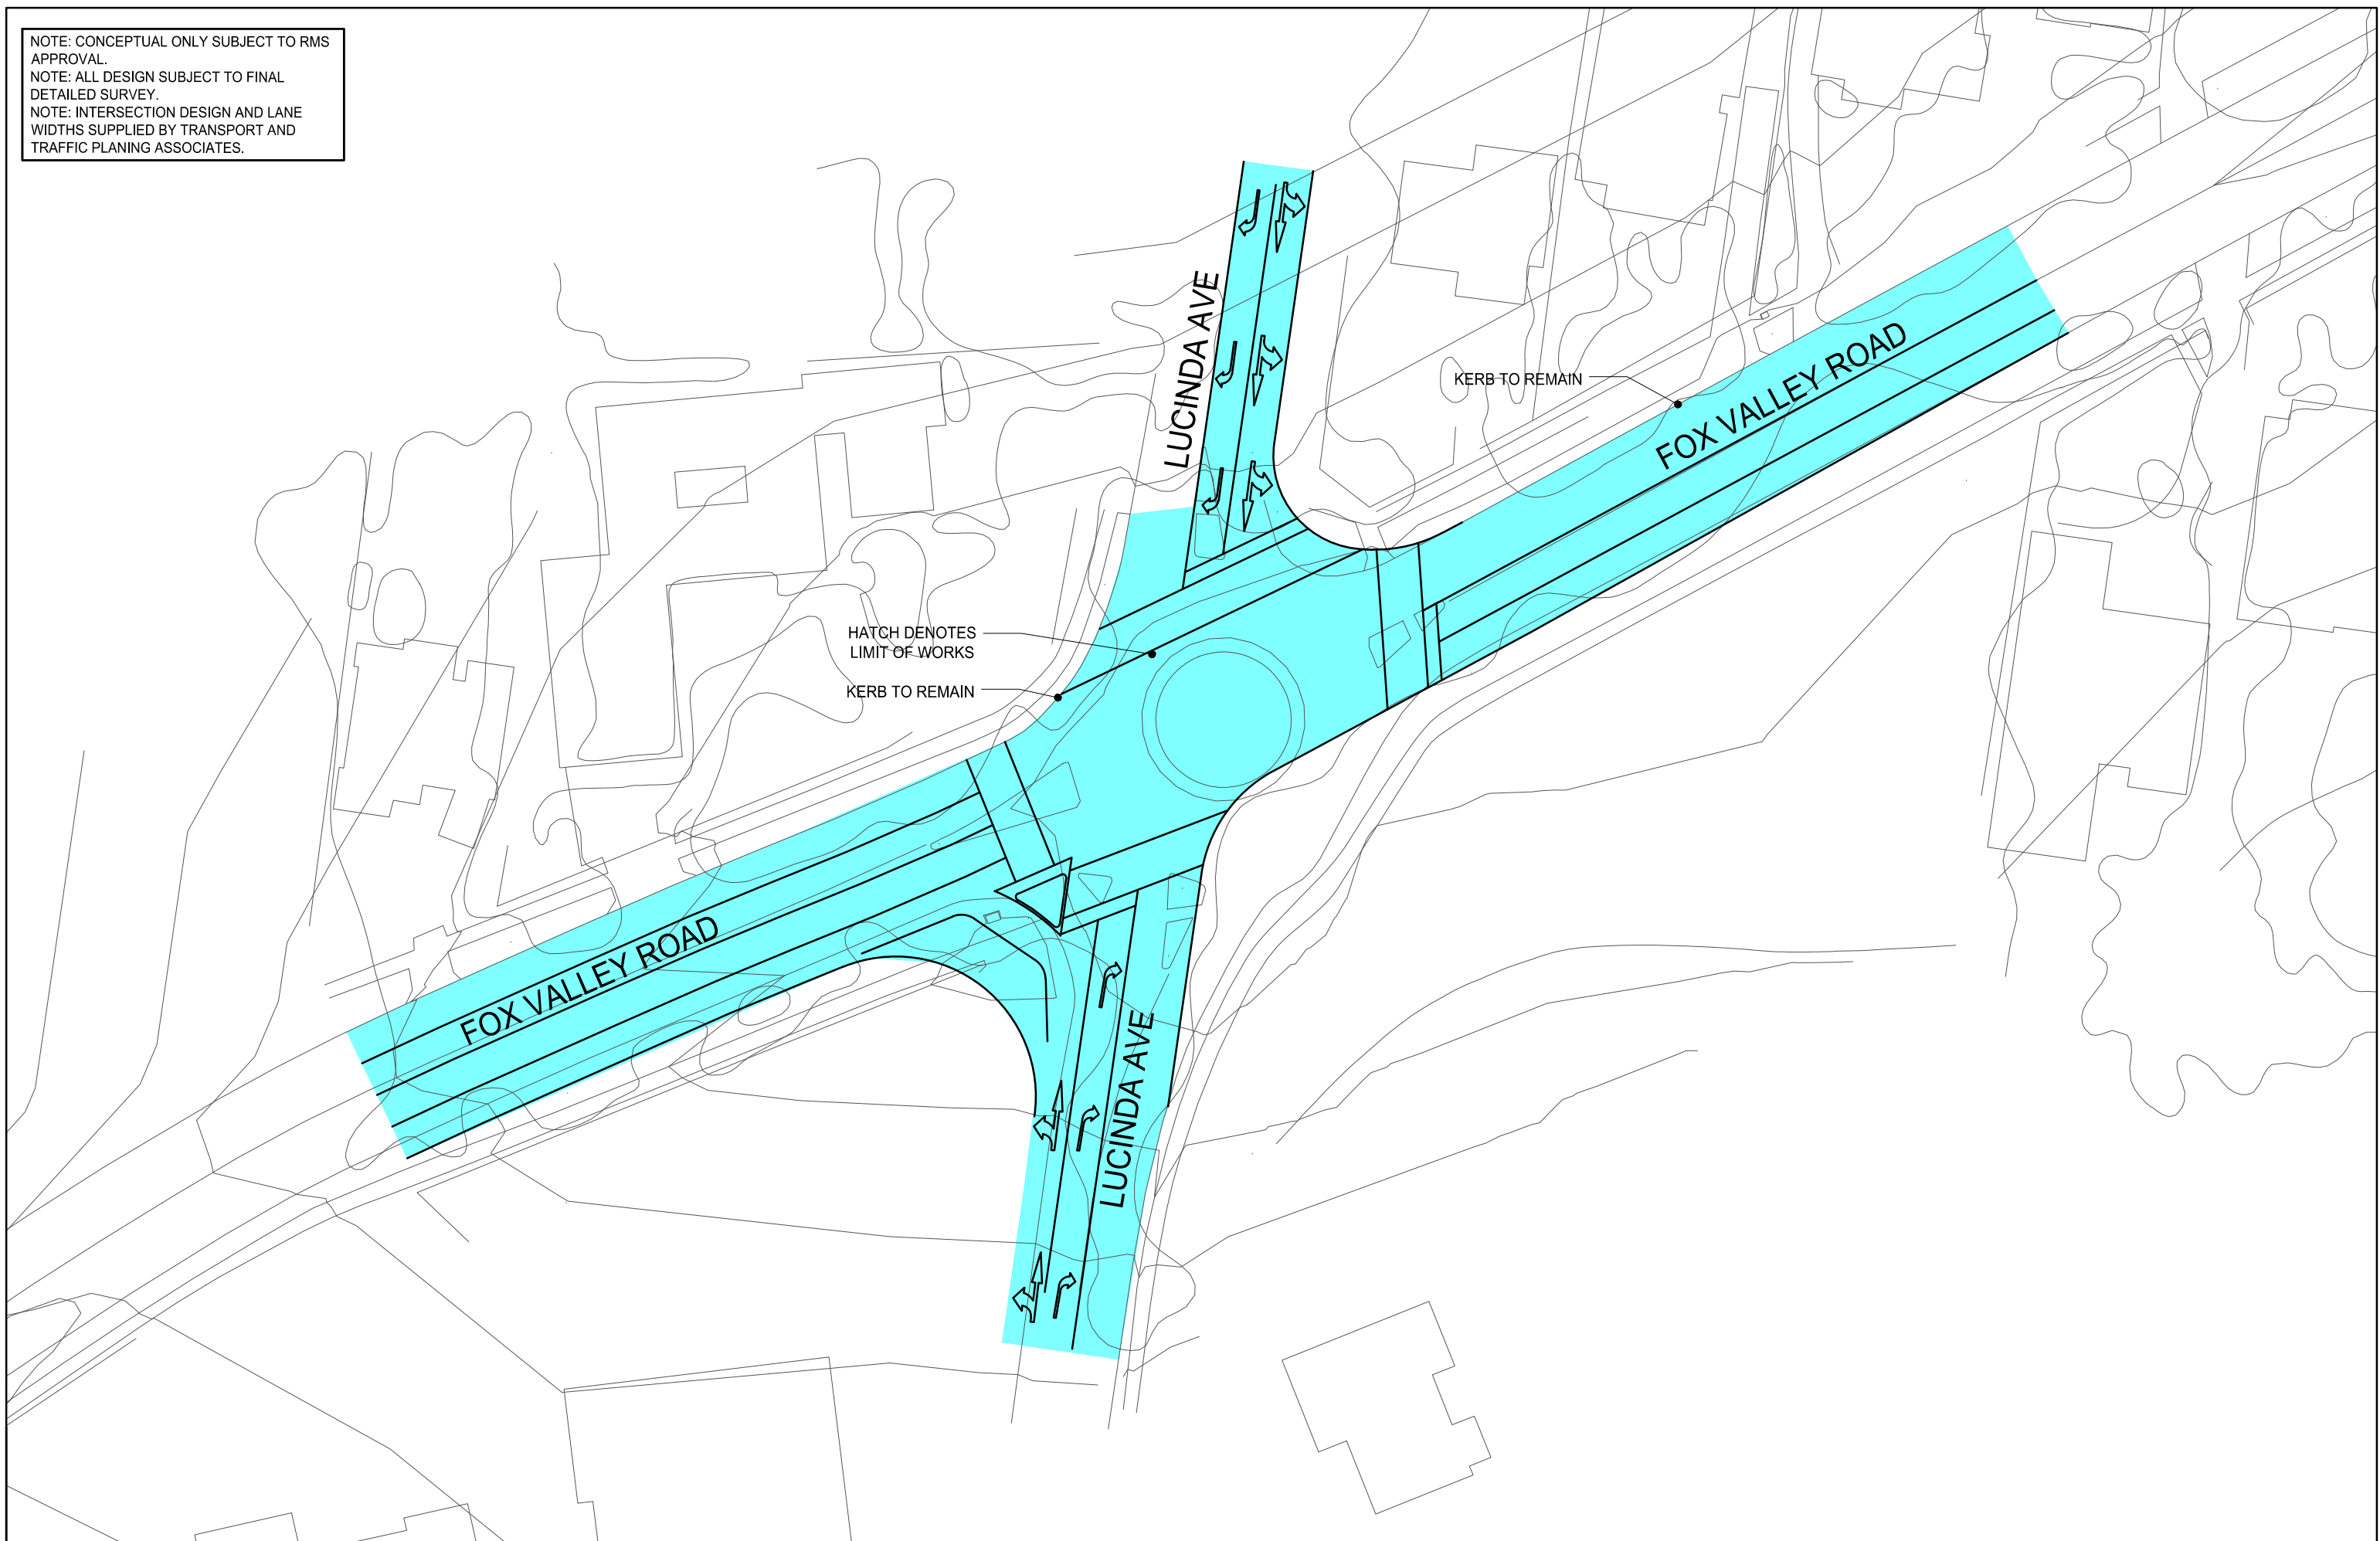 NOTE: CONCEPTUAL ONLY SUBJECT TO RMS
APPROVAL.
NOTE: ALL DESIGN SUBJECT TO FINAL
DETAILED SURVEY.
NOTE: INTERSECTION DESIGN AND LANE
WIDTHS SUPPLIED BY TRANSPORT AND
TRAFFIC PLANING ASSOCIATES.
LUCINDA AVE
KERB TO REMAIN
FOX VALLEY ROAD
HATCH DENOTES
LIMIT OF WORKS
KERB TO REMAIN
FOX VALLEY ROAD
LUCINDA AVE